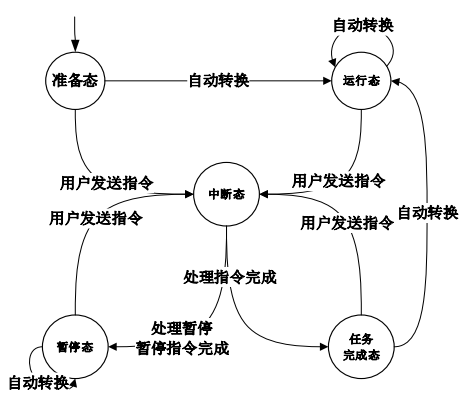 自动转换
准备态
自动转换
运行态
用户发送指令
中断态
用户发送指令
用户发送指令
用户发送指令
自动转换
处理指令完成
处理暂停
暂停指令完成
暂停态
任务
完成态
自动转换